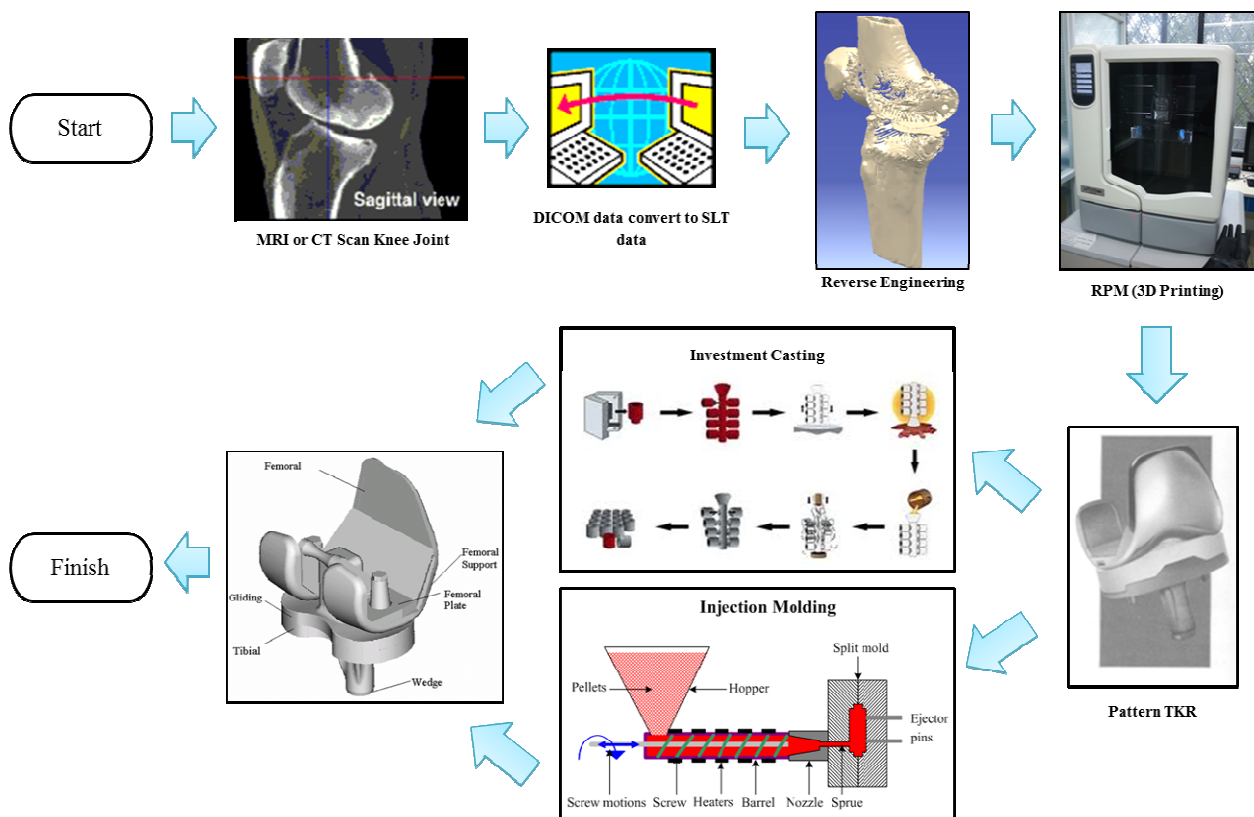 Start
Sagittal view
MRI or CT Scan Knee Joint
DICOM data convert to SLT
data
Reverse Engineering
RPM (3D Printing)
Investment Casting
Pattern TKR
Femoral
Femoral
Support
Femoral
Plate
Gliding
Tibial
Wedge
Finish
Injection Molding
Split mold
Pellets
Hopper
Ejector
pins
Screw motions
Screw
Heaters
Barrel
Nozzle
Sprue